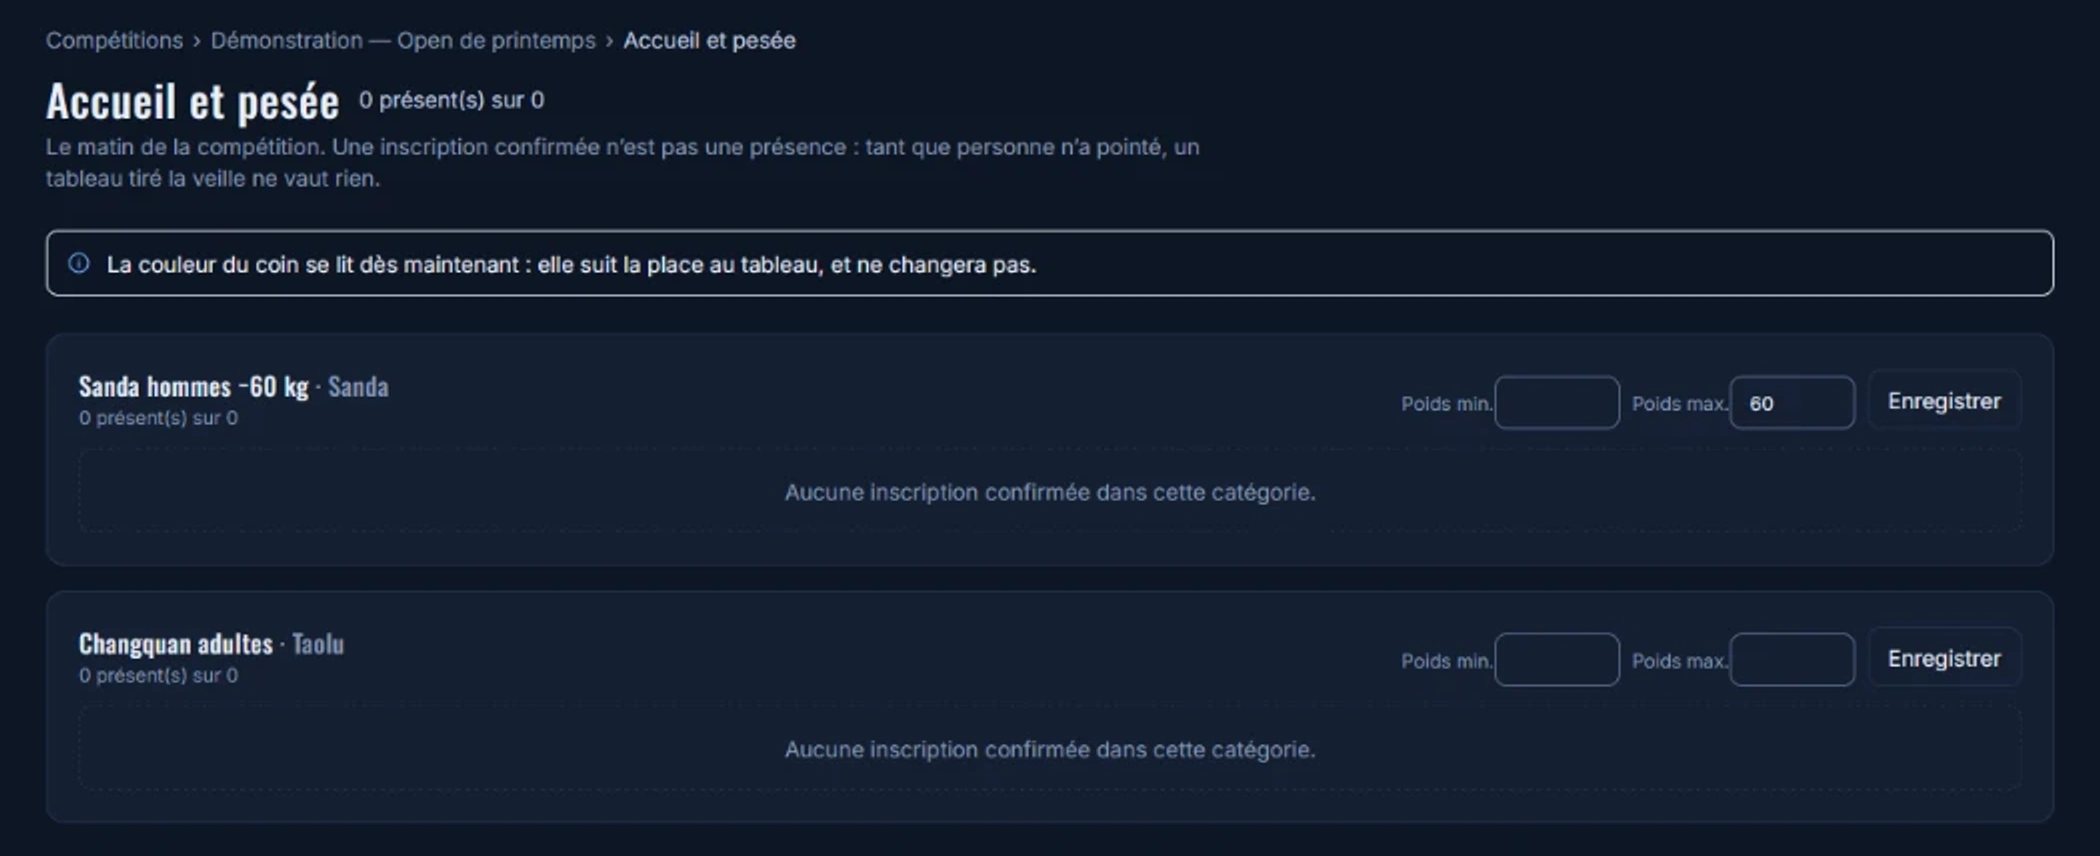 Compétitions › Démonstration — Open de printemps › Accueil et pesée
Accueil et pesée 0 présent(s) sur 0
Le matin de la compétition. Une inscription confirmée n’est pas une présence : tant que personne n’a pointé, un
tableau tiré la veille ne vaut rien.
La couleur du coin se lit dès maintenant : elle suit la place au tableau, et ne changera pas.
Sanda hommes −60 kg · Sanda
0 présent(s) sur 0
Poids min. Poids max. 60 Enregistrer
Aucune inscription confirmée dans cette catégorie.
Changquan adultes · Taolu
0 présent(s) sur 0
Poids min. Poids max. Enregistrer
Aucune inscription confirmée dans cette catégorie.